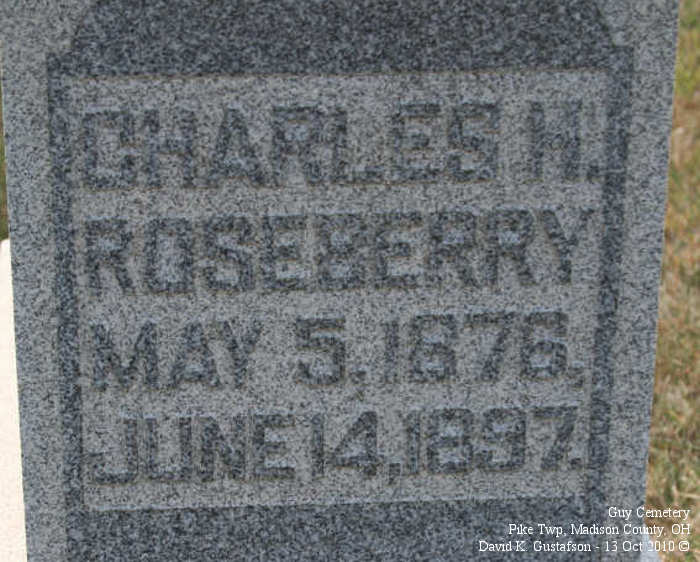 CHARLES H.
ROSEBERRY
MAY 5, 1876.
JUNE 14, 1897.
Guy Cemetery
Pike Twp, Madison County, OH
David K. Gustafson - 13 Oct 2010 ©